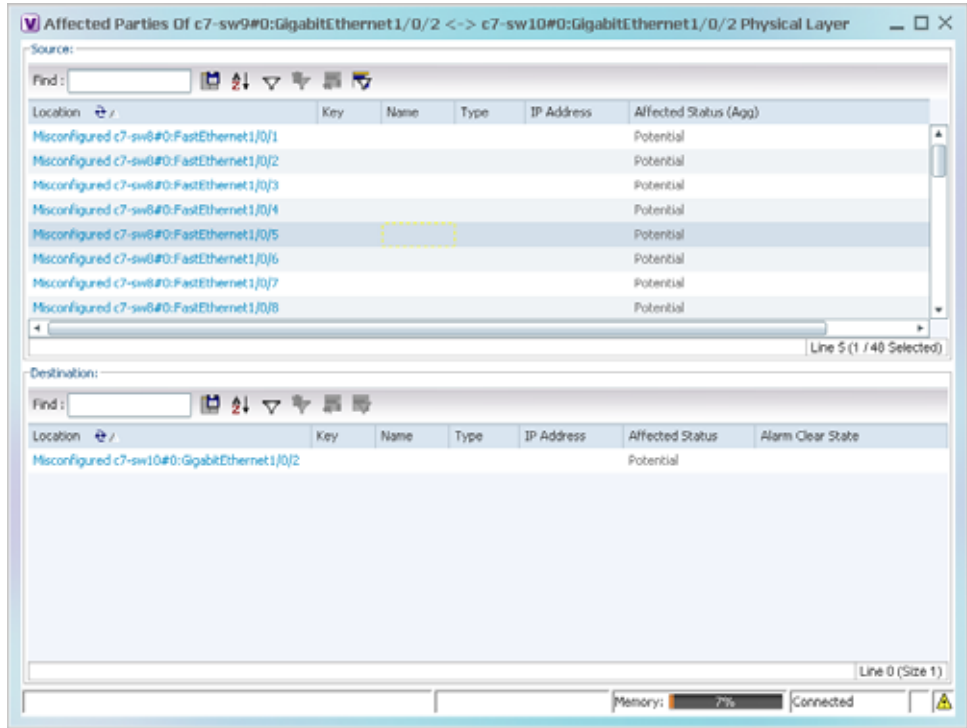 Affected Parties Of c7-sw9#0:GigabitEthernet1/0/2 <-> c7-sw10#0:GigabitEthernet1/0/2 Physical Layer
Source:
Find :
Location Key Name Type IP Address Affected Status (Agg)
Misconfigured c7-sw8#0:FastEthernet1/0/1 Potential
Misconfigured c7-sw8#0:FastEthernet1/0/2 Potential
Misconfigured c7-sw8#0:FastEthernet1/0/3 Potential
Misconfigured c7-sw8#0:FastEthernet1/0/4 Potential
Misconfigured c7-sw8#0:FastEthernet1/0/5 Potential
Misconfigured c7-sw8#0:FastEthernet1/0/6 Potential
Misconfigured c7-sw8#0:FastEthernet1/0/7 Potential
Misconfigured c7-sw8#0:FastEthernet1/0/8 Potential
Line 5 (1 / 48 Selected)
Destination:
Find :
Location Key Name Type IP Address Affected Status Alarm Clear State
Misconfigured c7-sw10#0:GigabitEthernet1/0/2 Potential
Line 0 (Size 1)
Memory: 7% Connected